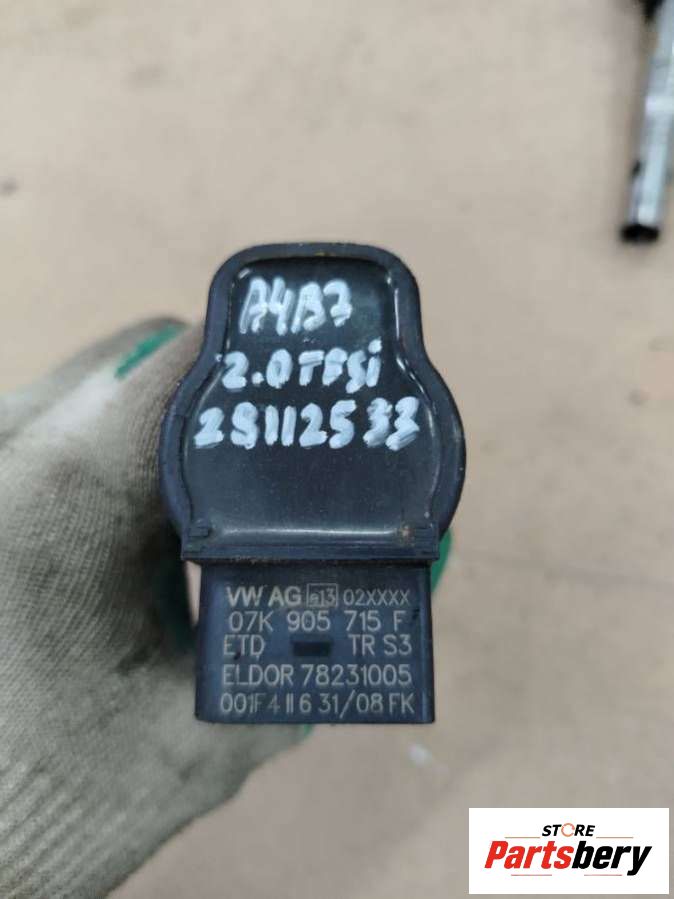 A4B7
2.0TFSi
28112533
VW AG e13 02XXXX
07K 905 715 F
ETD TR S3
ELDOR 78231005
001F4 II 6 31/08 FK
STORE
Partsbery